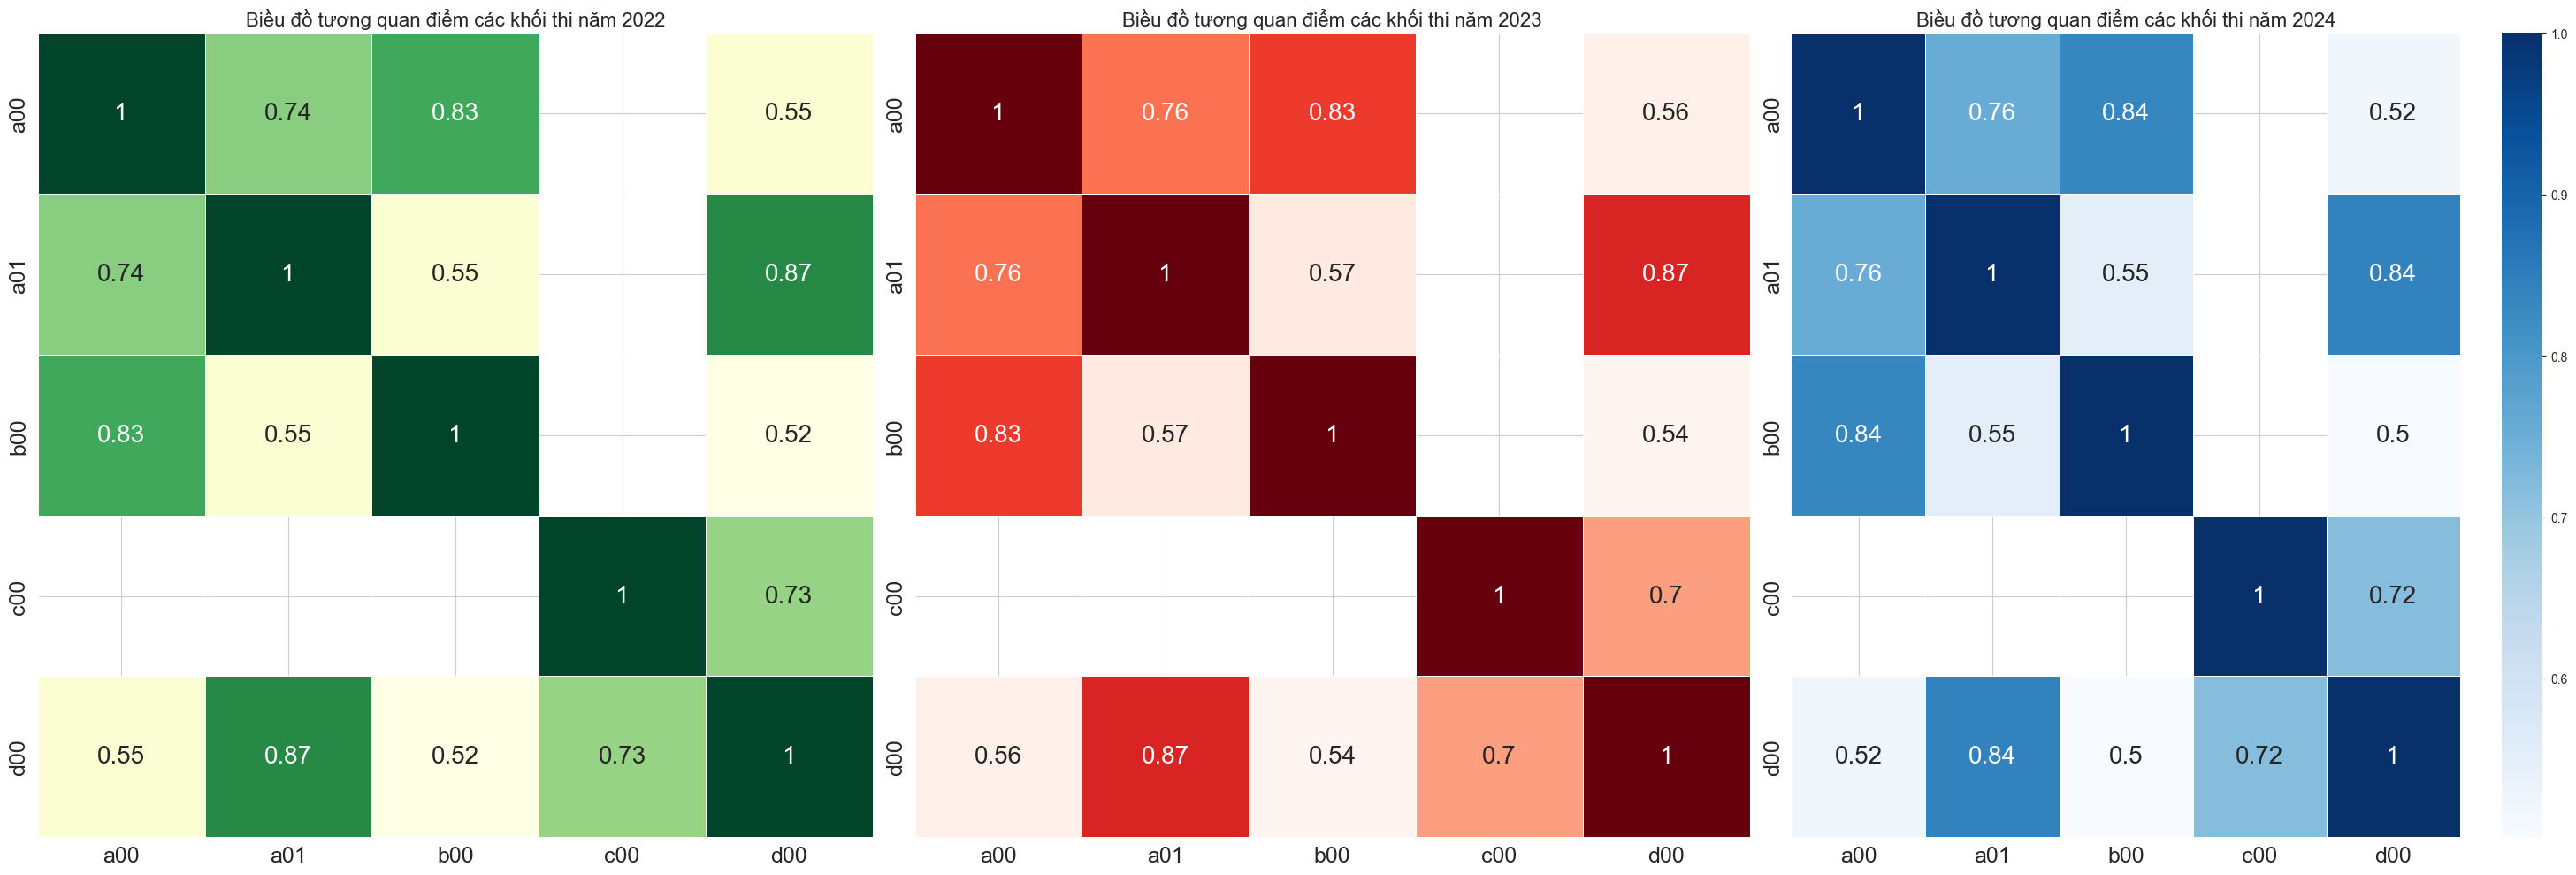 Biểu đồ tương quan điểm các khối thi năm 2022
a00 1 0.74 0.83 0.55
a01 0.74 1 0.55 0.87
b00 0.83 0.55 1 0.52
c00 1 0.73
d00 0.55 0.87 0.52 0.73 1
a00 a01 b00 c00 d00
Biểu đồ tương quan điểm các khối thi năm 2023
a00 1 0.76 0.83 0.56
a01 0.76 1 0.57 0.87
b00 0.83 0.57 1 0.54
c00 1 0.7
d00 0.56 0.87 0.54 0.7 1
a00 a01 b00 c00 d00
Biểu đồ tương quan điểm các khối thi năm 2024
a00 1 0.76 0.84 0.52
a01 0.76 1 0.55 0.84
b00 0.84 0.55 1 0.5
c00 1 0.72
d00 0.52 0.84 0.5 0.72 1
a00 a01 b00 c00 d00
1.0
0.9
0.8
0.7
0.6